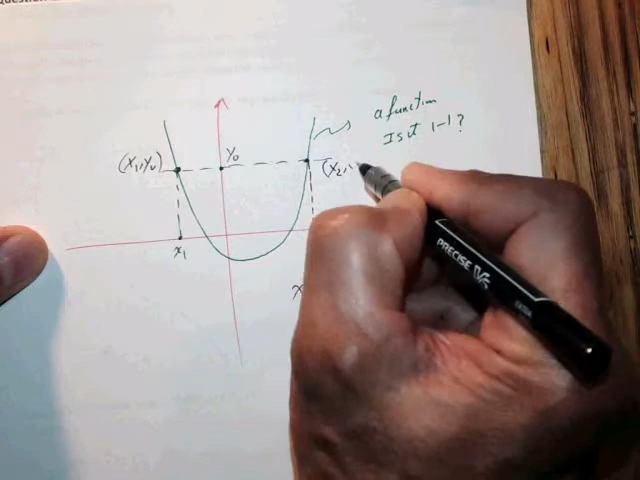 a function
Is it 1-1?
(x₁,y₀)
y₀
(x₂,
x₁
x
PRECISE V5